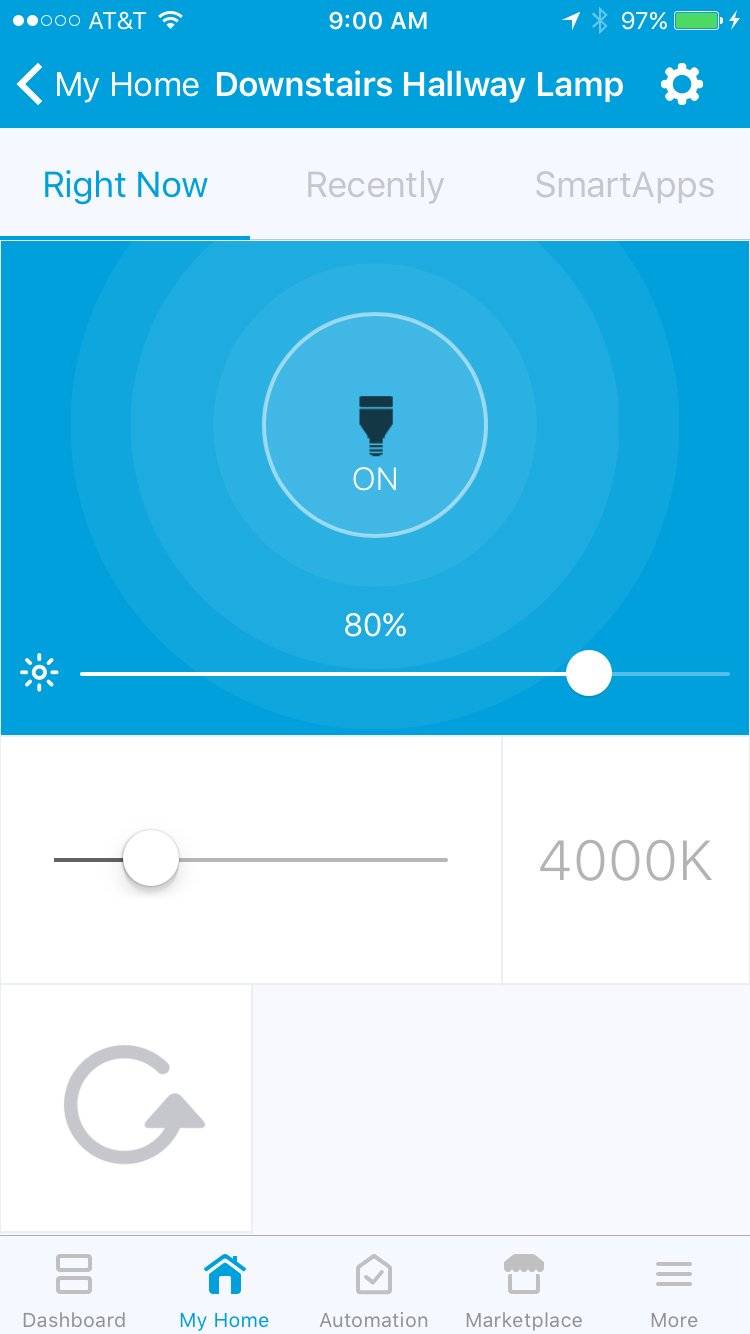 AT&T 9:00 AM 97%
My Home Downstairs Hallway Lamp
Right Now Recently SmartApps
ON
80%
4000K
Dashboard My Home Automation Marketplace More